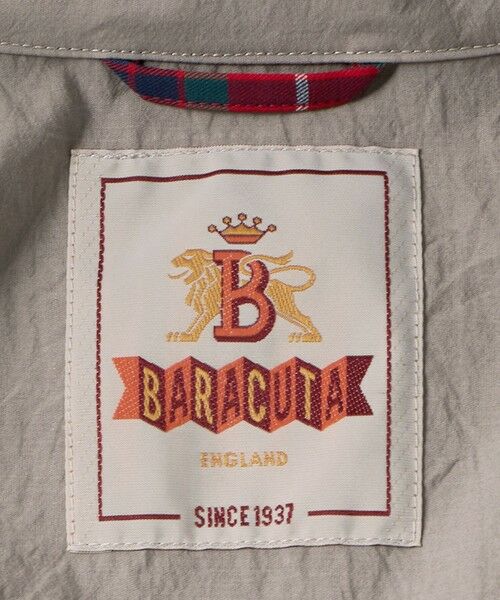 B
BARACUTA
ENGLAND
SINCE 1937